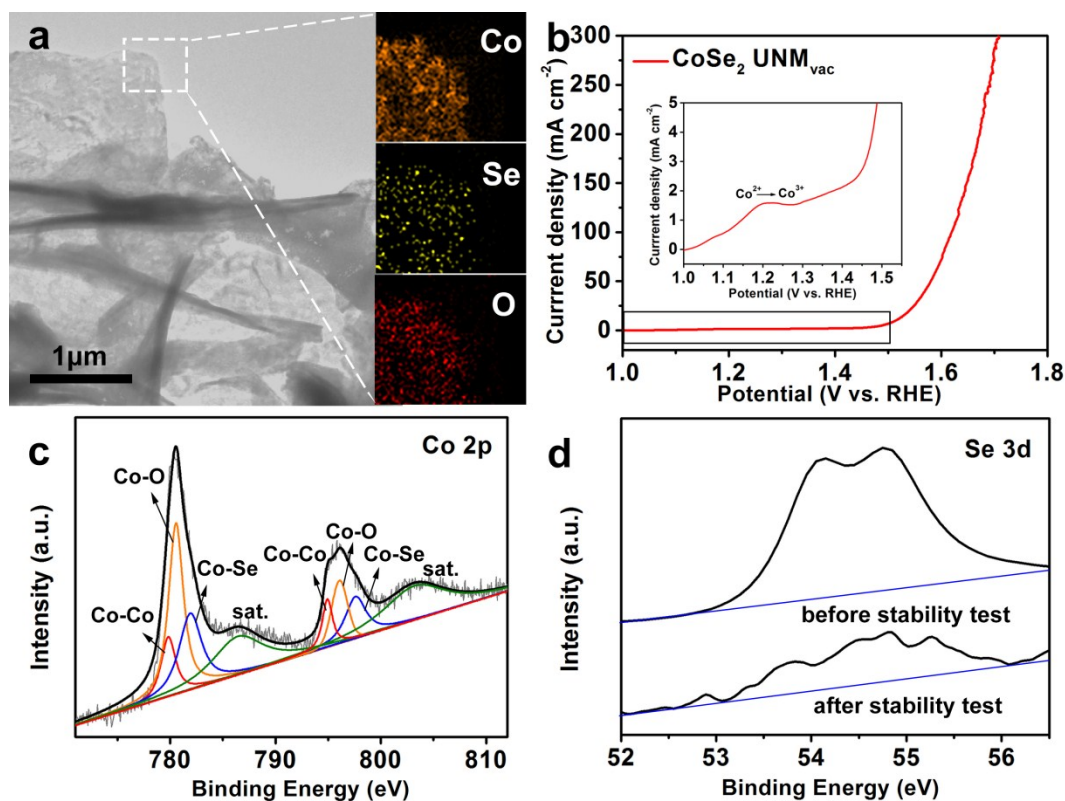 a
Co
Se
O
1μm
b
CoSe2 UNMvac
Currrent density (mA cm-2)
300
250
200
150
100
50
0
1.0 1.2 1.4 1.6 1.8
Potential (V vs. RHE)
Currrent density (mA cm-2)
5
4
3
2
1
0
Co2+ → Co3+
1.0 1.1 1.2 1.3 1.4 1.5
Potential (V vs. RHE)
c
Co 2p
Co-O
Co-Se
Co-Co
sat.
Co-Co
Co-O
Co-Se
sat.
Intensity (a.u.)
780 790 800 810
Binding Energy (eV)
d
Se 3d
before stability test
after stability test
Intensity (a.u.)
52 53 54 55 56
Binding Energy (eV)